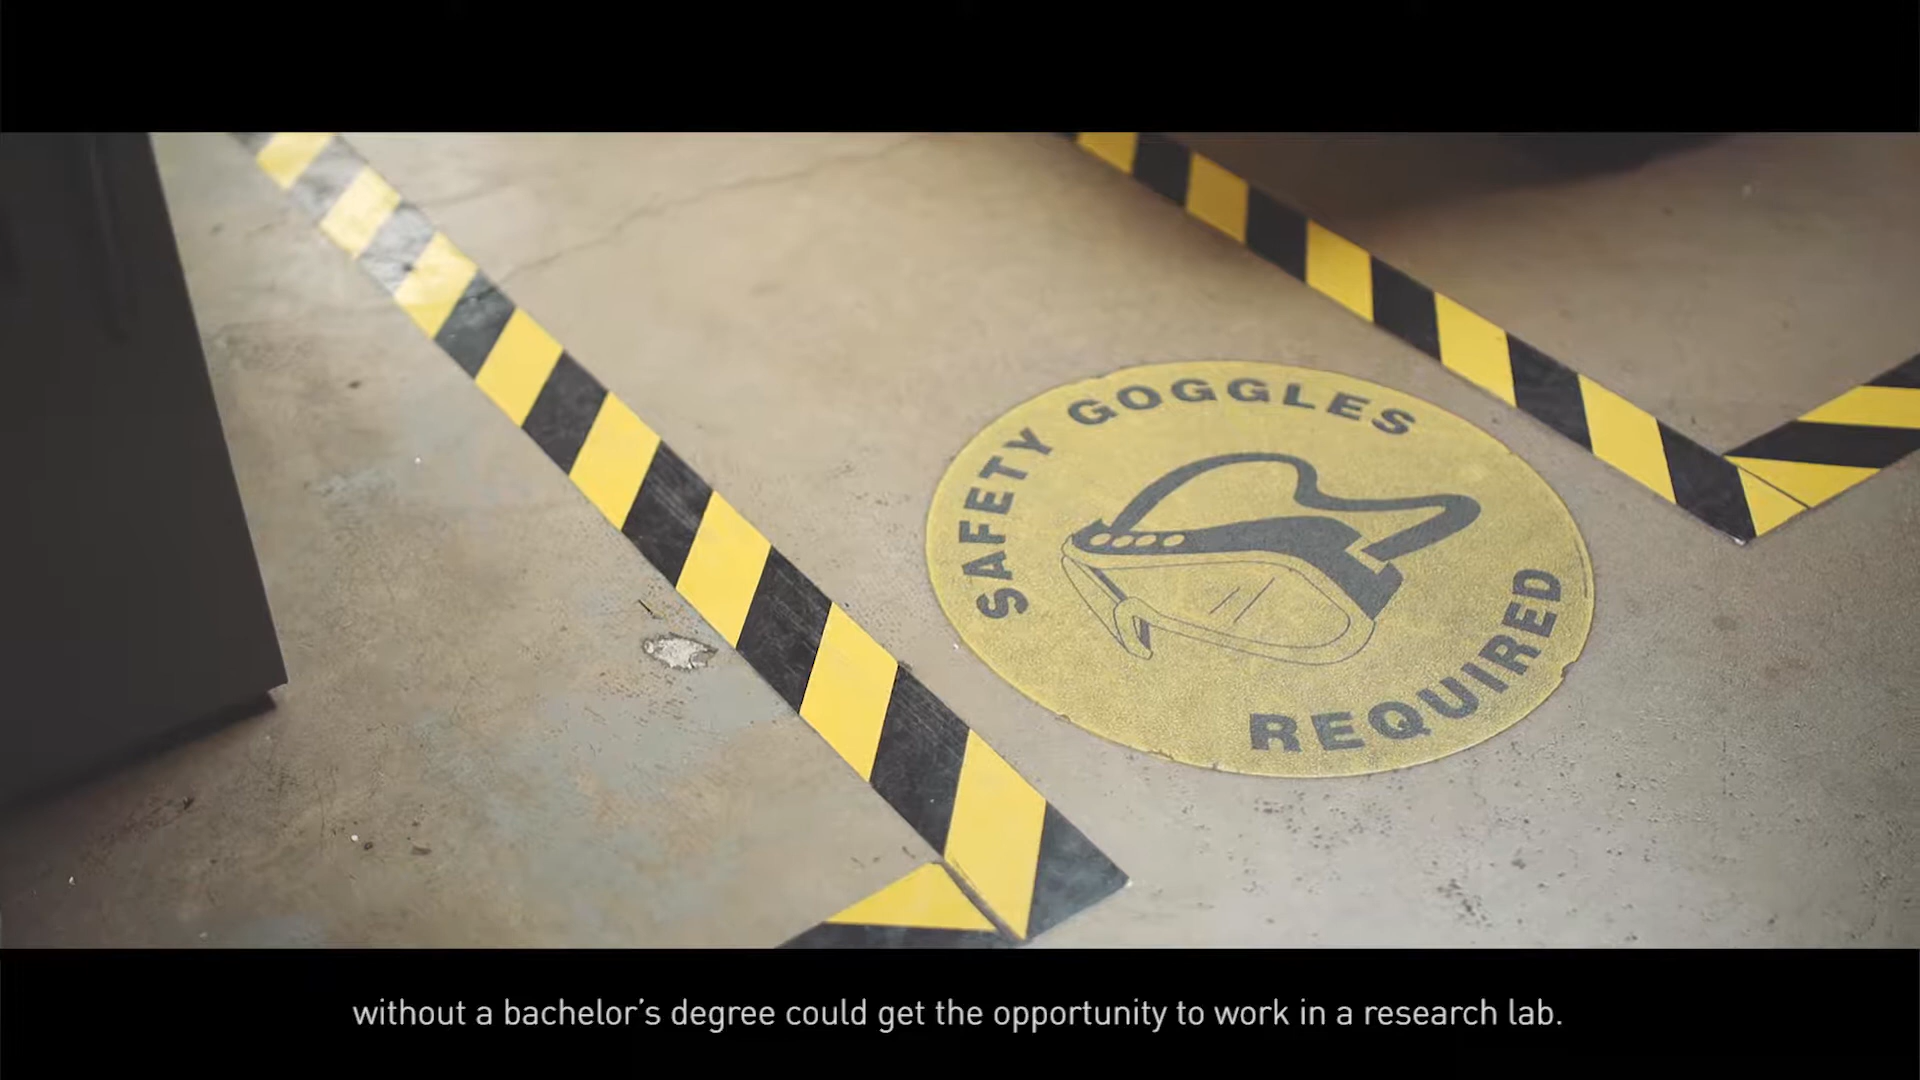 SAFETY GOGGLES
REQUIRED
without a bachelor's degree could get the opportunity to work in a research lab.